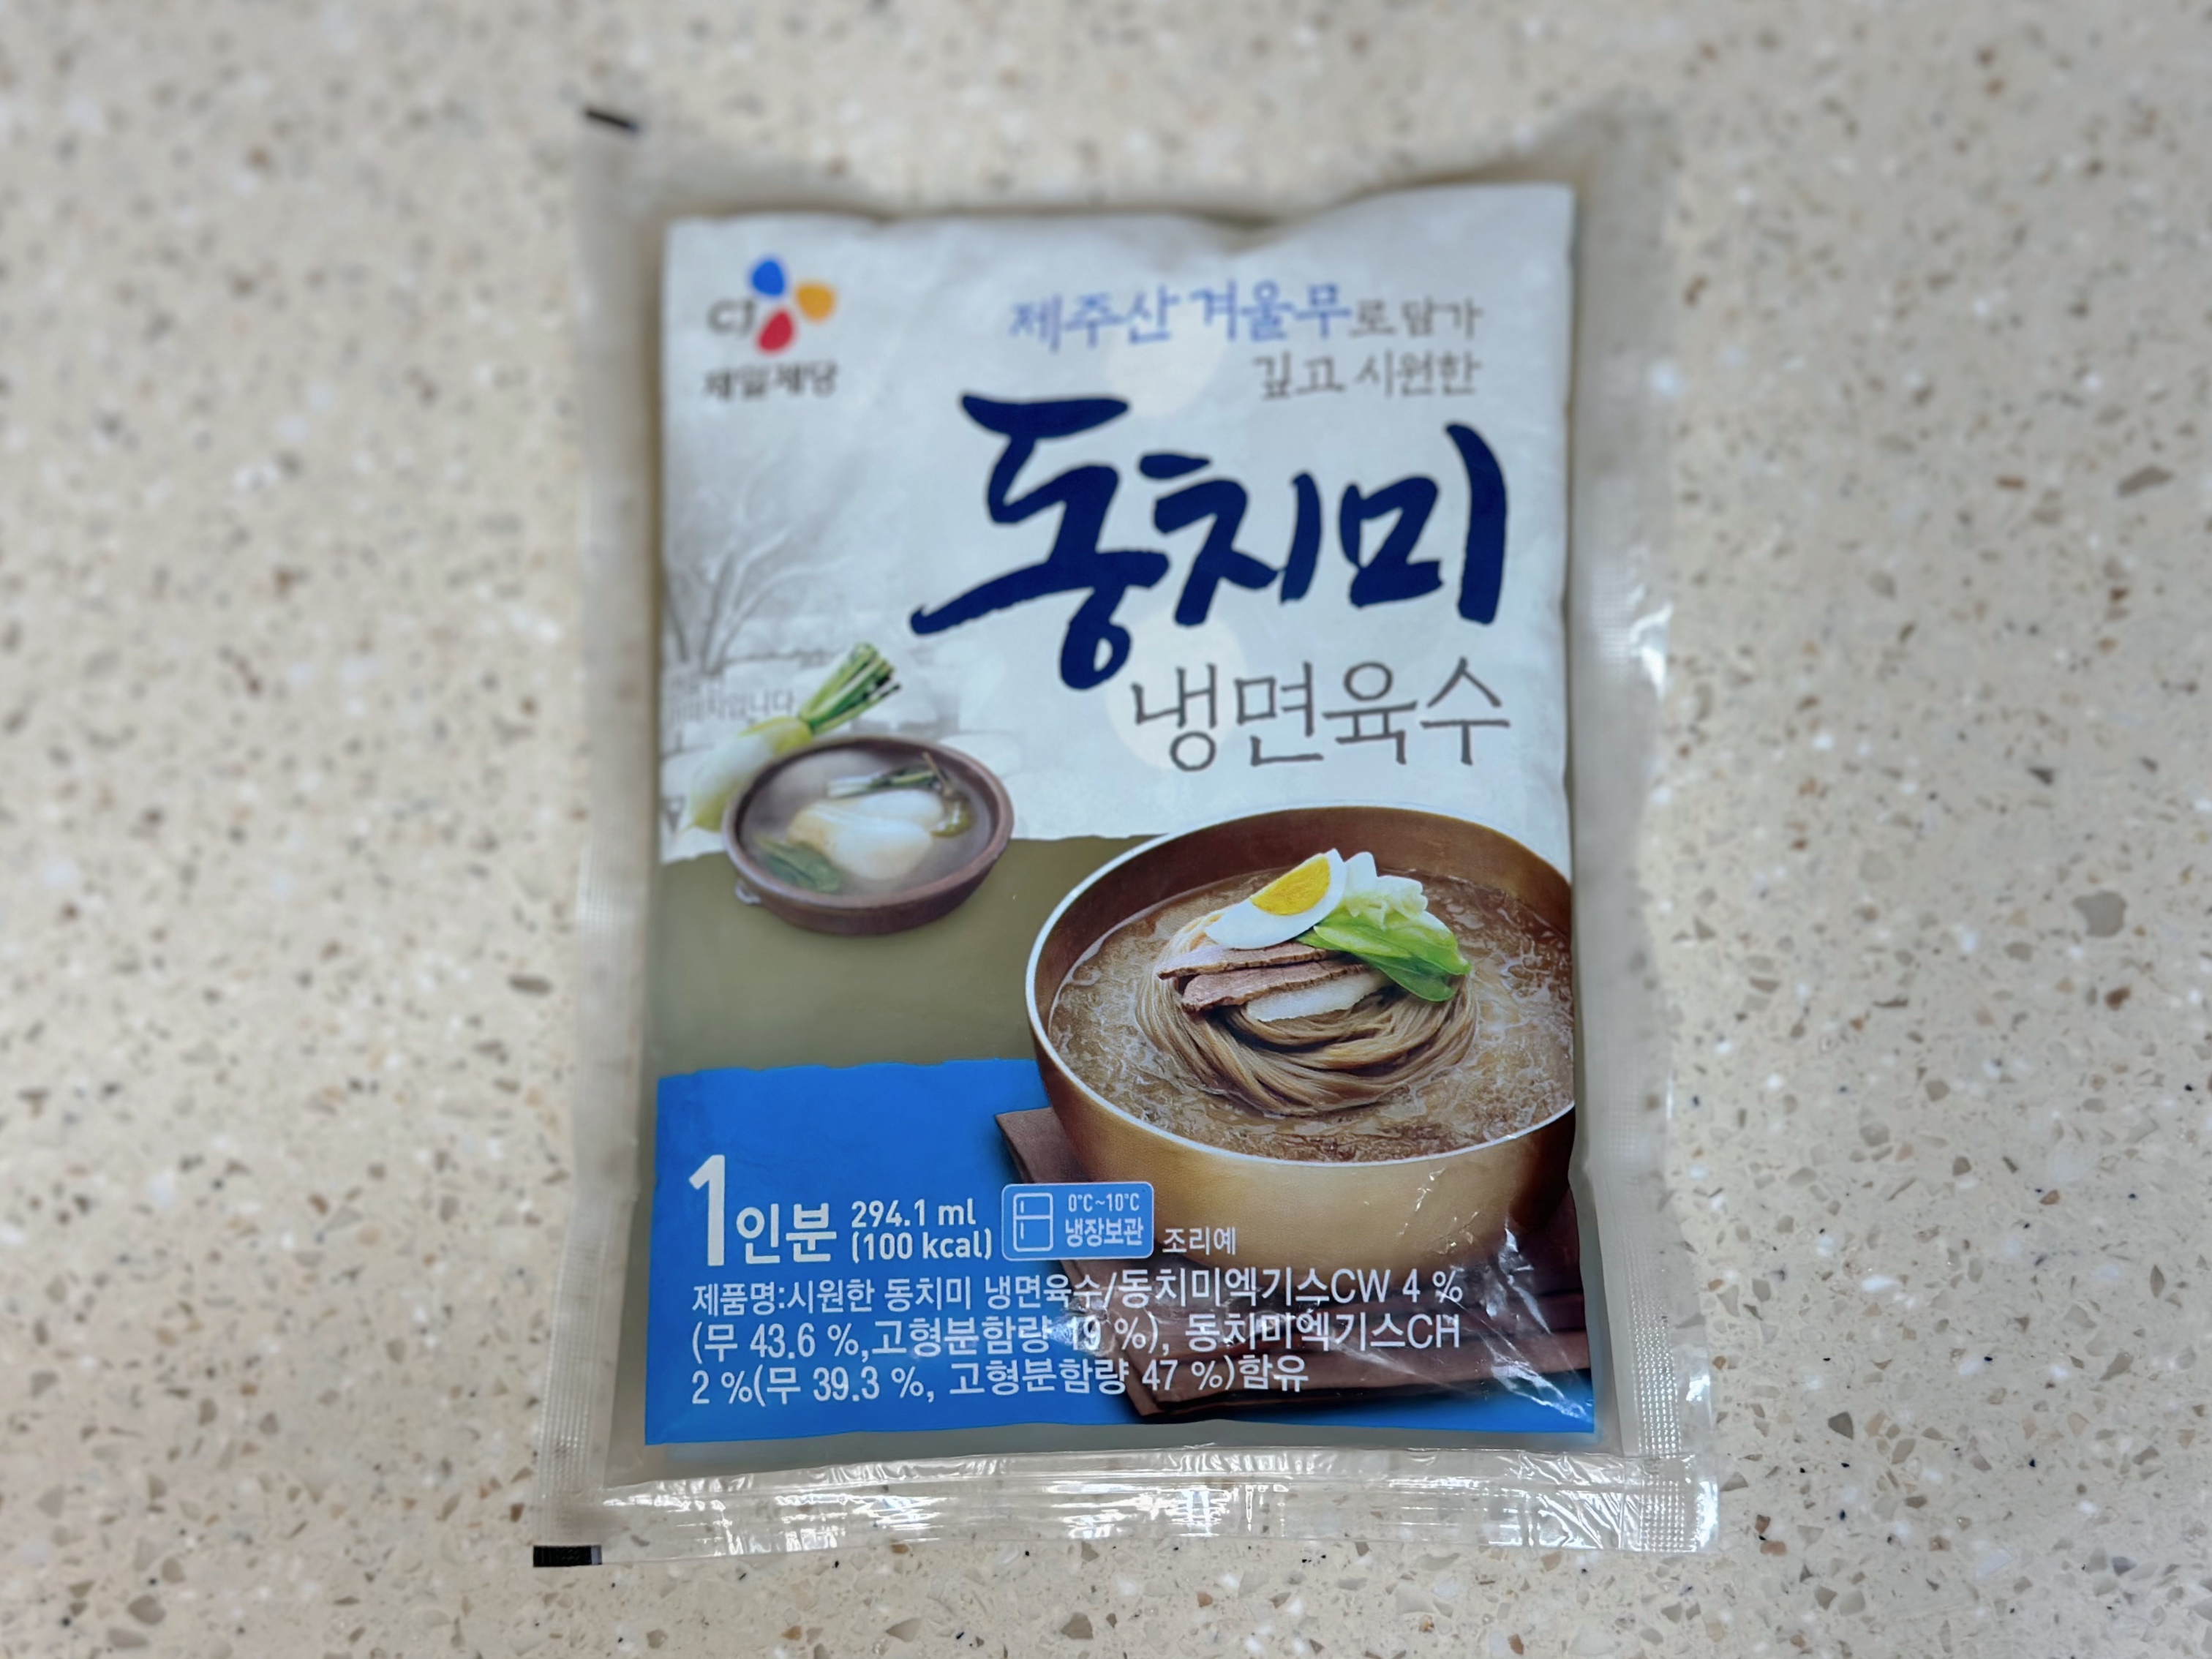 CJ
제일제당
제주산 겨울무로 담가
깊고 시원한
동치미
냉면육수
1인분
294.1 ml
(100 kcal)
0℃~10℃
냉장보관
조리예
제품명:시원한 동치미 냉면육수/동치미엑기스CW 4 %
(무 43.6 %,고형분함량 19 %), 동치미엑기스CH
2 %(무 39.3 %, 고형분함량 47 %)함유